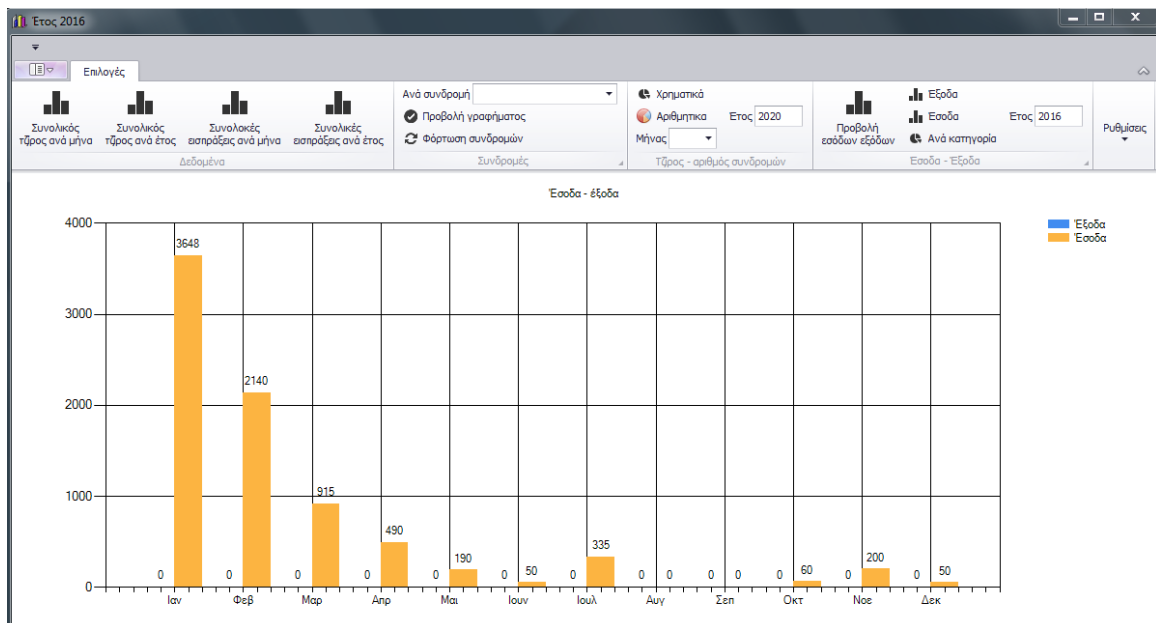 Έτος 2016
Επιλογές
Συνολικός
τζίρος ανά μήνα
Συνολικός
τζίρος ανά έτος
Συνολοκές
εισπράξεις ανά μήνα
Συνολικές
εισπράξεις ανά έτος
Δεδομένα
Ανά συνδρομή
Προβολή γραφήματος
Φόρτωση συνδρομών
Συνδρομές
Χρηματικά
Αριθμητικα Ετος 2020
Μήνας
Τζίρος - αριθμός συνδρομών
Προβολή
εσόδων εξόδων
Εξοδα
Εσοδα Ετος 2016
Ανά κατηγορία
Έσοδα - Έξοδα
Ρυθμίσεις
Έσοδα - έξοδα
Έξοδα
Έσοδα
4000
3000
2000
1000
0
0 3648
0 2140
0 915
0 490
0 190
0 50
0 335
0 0
0 0
0 60
0 200
0 50
Ιαν Φεβ Μαρ Απρ Μαι Ιουν Ιουλ Αυγ Σεπ Οκτ Νοε Δεκ